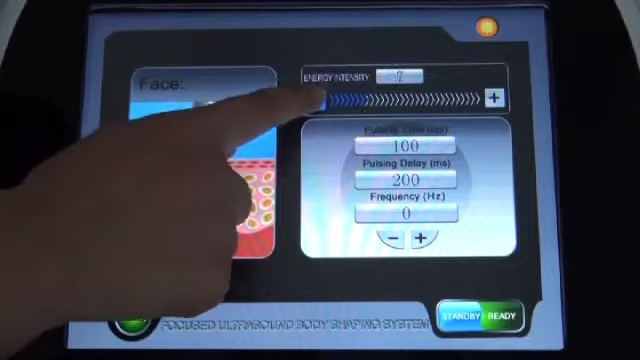 Face:
ENERGY INTENSITY 7
+
Pulsing Time (ms)
100
Pulsing Delay (ms)
200
Frequency (Hz)
0
− +
STANDBY READY
FOCUSED ULTRASOUND BODY SHAPING SYSTEM